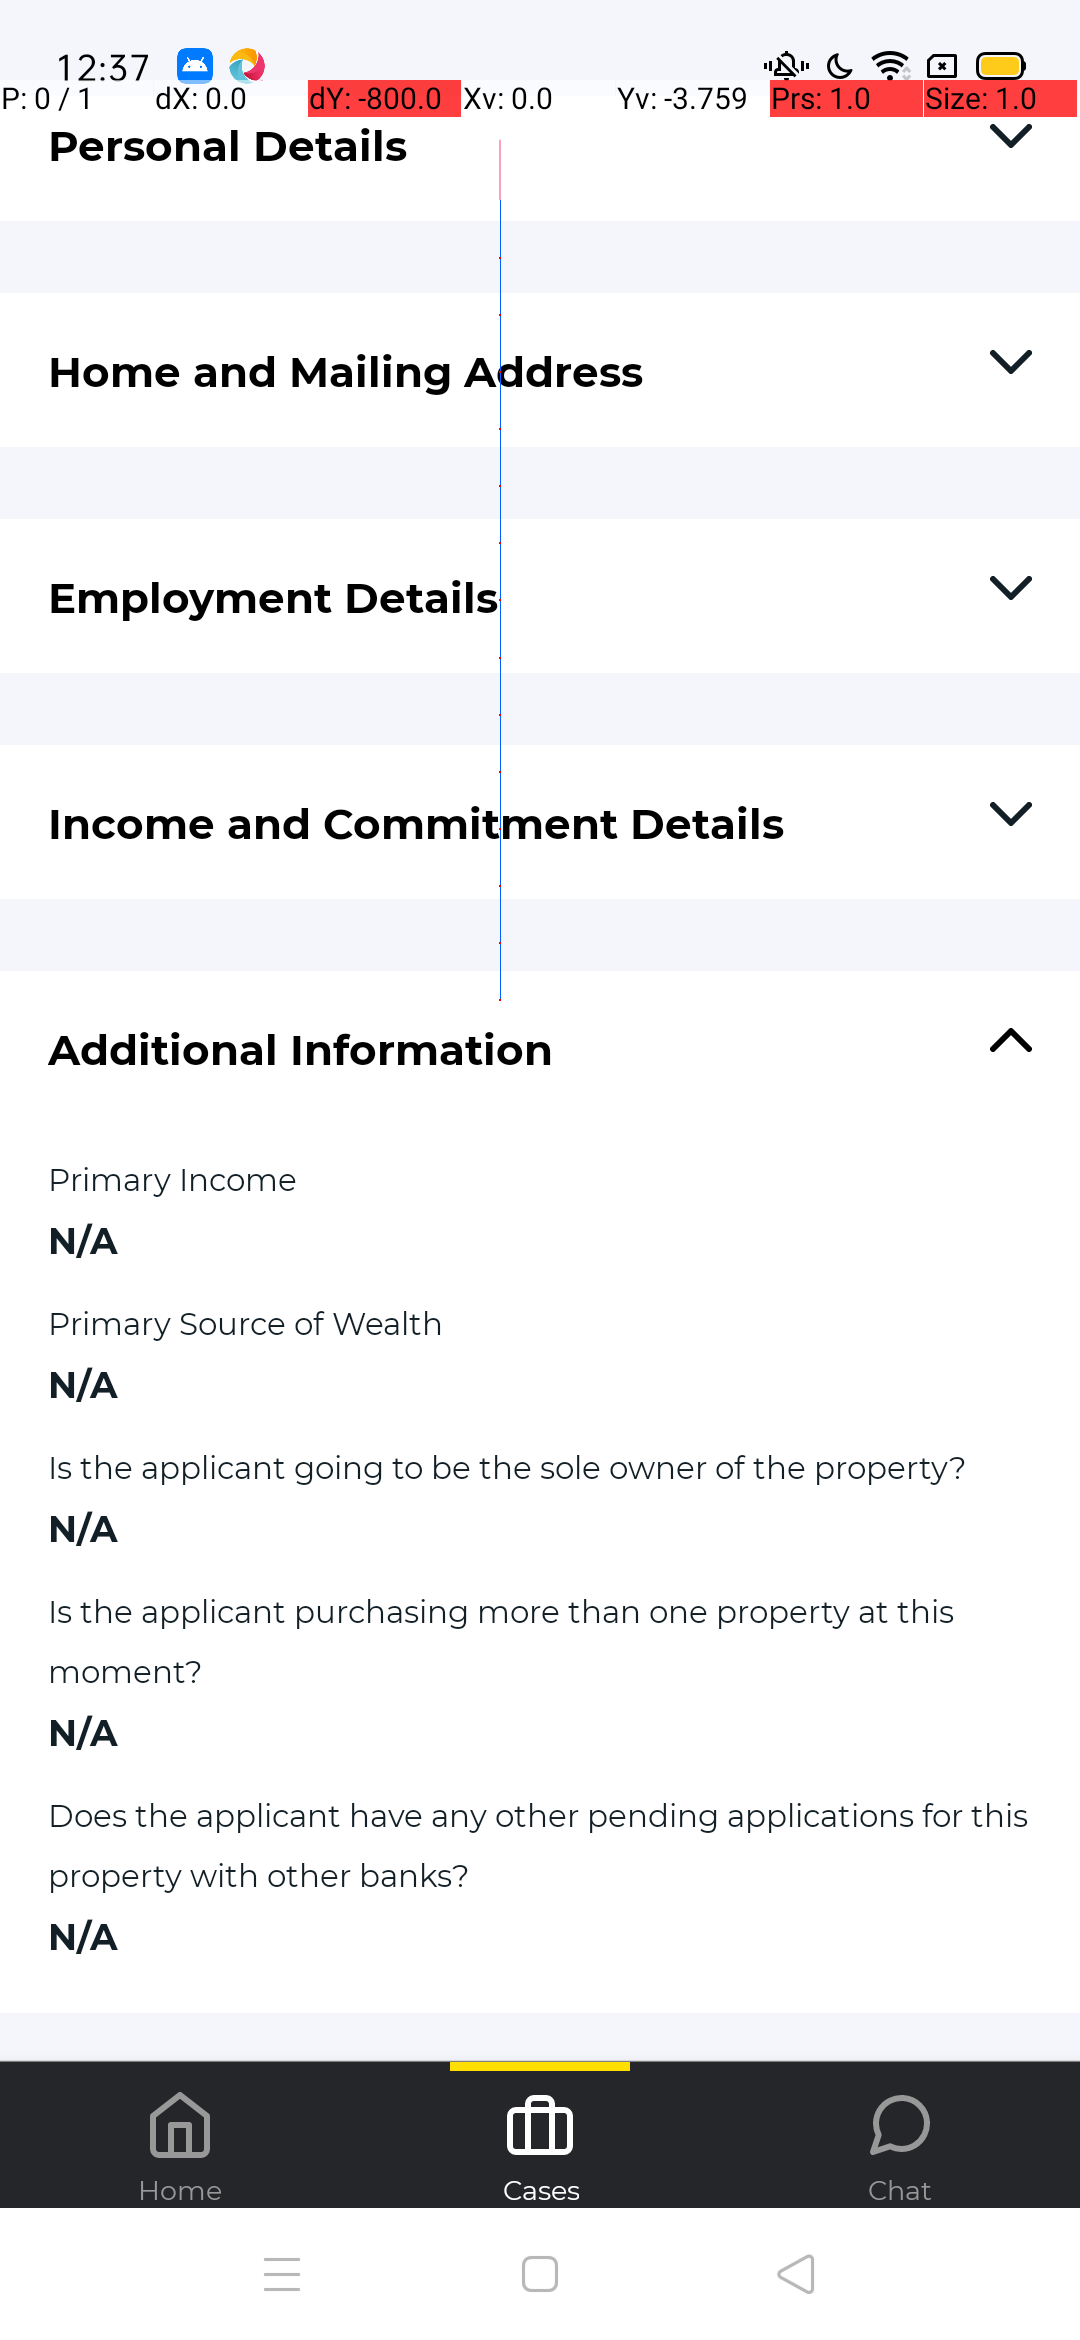 12:37
P: 0 / 1 dX: 0.0 dY: -800.0 Xv: 0.0 Yv: -3.759 Prs: 1.0 Size: 1.0
Personal Details
Home and Mailing Address
Employment Details
Income and Commitment Details
Additional Information
Primary Income
N/A
Primary Source of Wealth
N/A
Is the applicant going to be the sole owner of the property?
N/A
Is the applicant purchasing more than one property at this
moment?
N/A
Does the applicant have any other pending applications for this
property with other banks?
N/A
Home Cases Chat